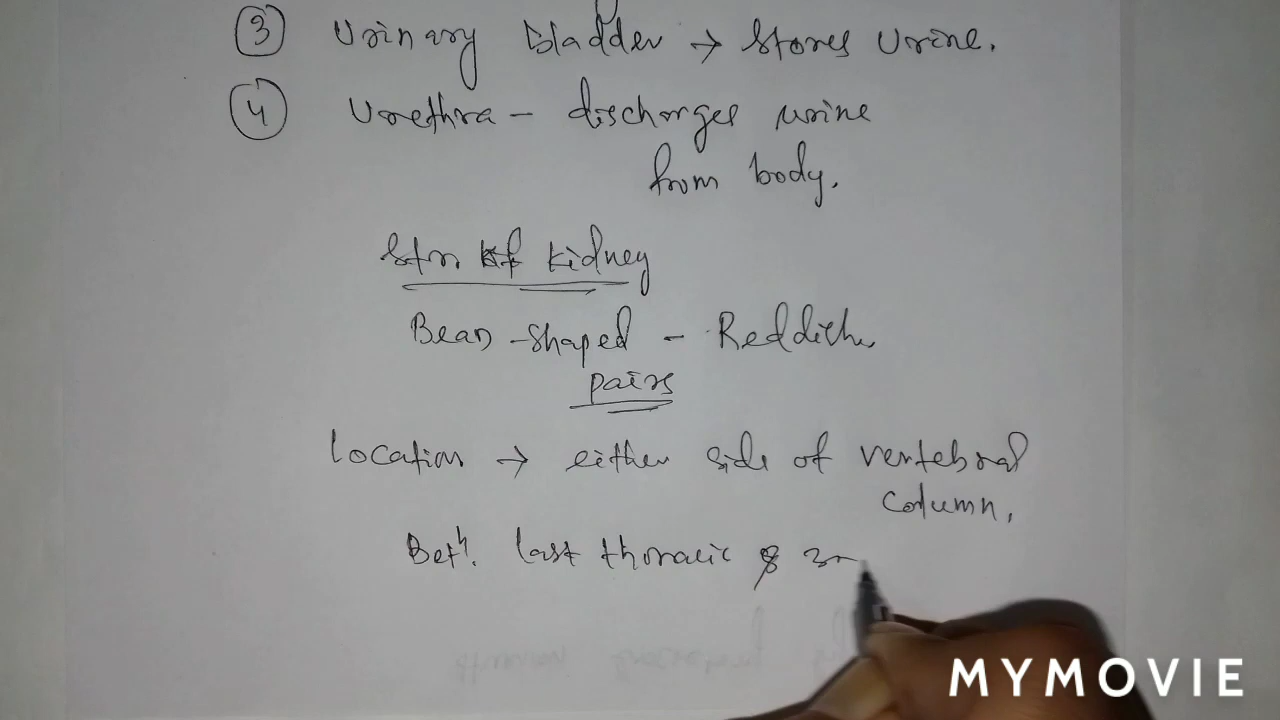 ③ Urinary Bladder → Stores Urine.
④ Urethra - discharges urine
from body.
Strn of kidney
Bean-shaped - Reddish
pairs
Location → either side of vertebral
column.
Betn. last thoracic & 3r
MYMOVIE